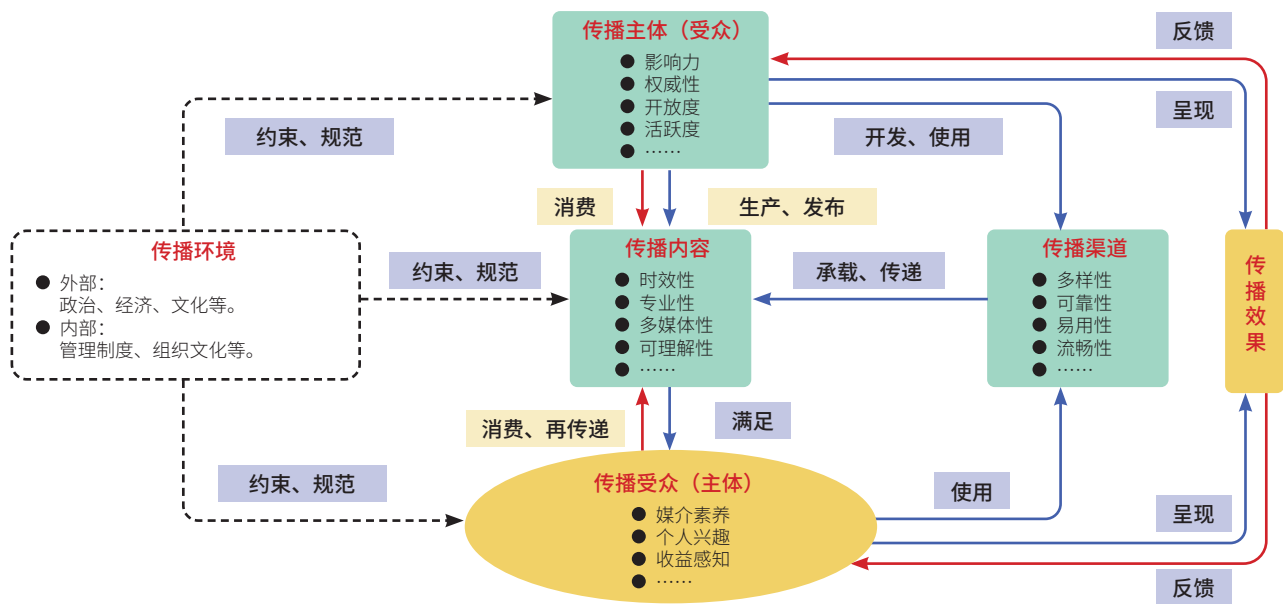 传播主体（受众）
● 影响力
● 权威性
● 开放度
● 活跃度
● ……
反馈
呈现
约束、规范
开发、使用
消费
生产、发布
传播环境
● 外部：
政治、经济、文化等。
● 内部：
管理制度、组织文化等。
约束、规范
传播内容
● 时效性
● 专业性
● 多媒体性
● 可理解性
● ……
承载、传递
传播渠道
● 多样性
● 可靠性
● 易用性
● 流畅性
● ……
传播效果
消费、再传递
满足
约束、规范
传播受众（主体）
● 媒介素养
● 个人兴趣
● 收益感知
● ……
使用
呈现
反馈